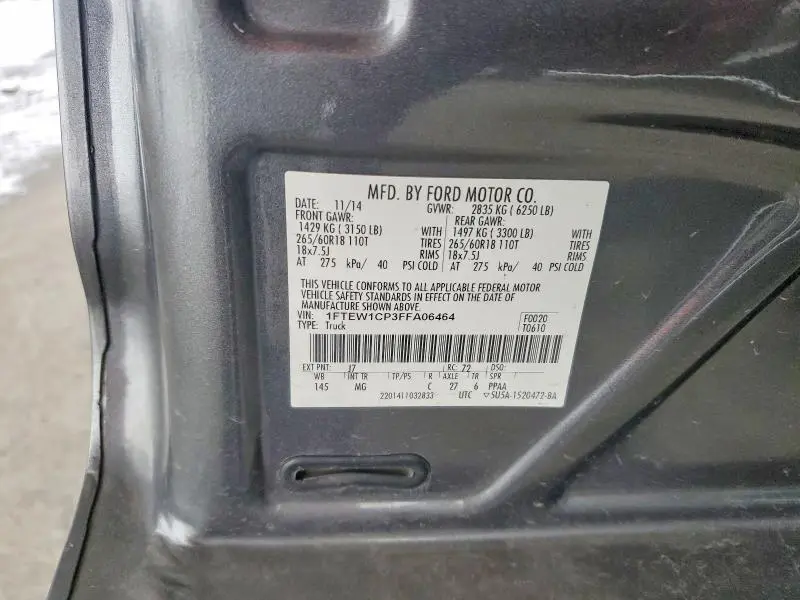 MFD. BY FORD MOTOR CO.
DATE: 11/14 GVWR: 2835 KG ( 6250 LB)
FRONT GAWR: REAR GAWR:
1429 KG ( 3150 LB) WITH 1497 KG ( 3300 LB) WITH
265/60R18 110T TIRES 265/60R18 110T TIRES
18x7.5J RIMS 18x7.5J RIMS
AT 275 kPa/ 40 PSI COLD AT 275 kPa/ 40 PSI COLD
THIS VEHICLE CONFORMS TO ALL APPLICABLE FEDERAL MOTOR
VEHICLE SAFETY STANDARDS IN EFFECT ON THE DATE OF
MANUFACTURE SHOWN ABOVE.
VIN: 1FTEW1CP3FFA06464 F0020
TYPE: Truck T0610
EXT PNT: J7 RC: 72 DSO:
WB INT TR TP/PS R AXLE TR SPR
145 MG C 27 6 PPAA
2201411032833 UTC ▽5U5A-1520472-BA